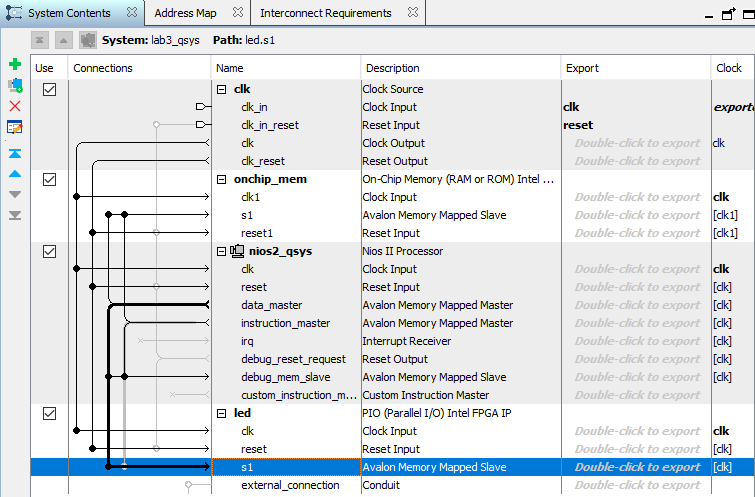 System Contents Address Map Interconnect Requirements
System: lab3_qsys Path: led.s1
Use Connections Name Description Export Clock
clk Clock Source
clk_in Clock Input clk exporte
clk_in_reset Reset Input reset
clk Clock Output Double-click to export clk
clk_reset Reset Output Double-click to export
onchip_mem On-Chip Memory (RAM or ROM) Intel ...
clk1 Clock Input Double-click to export clk
s1 Avalon Memory Mapped Slave Double-click to export [clk1]
reset1 Reset Input Double-click to export [clk1]
nios2_qsys Nios II Processor
clk Clock Input Double-click to export clk
reset Reset Input Double-click to export [clk]
data_master Avalon Memory Mapped Master Double-click to export [clk]
instruction_master Avalon Memory Mapped Master Double-click to export [clk]
irq Interrupt Receiver Double-click to export [clk]
debug_reset_request Reset Output Double-click to export [clk]
debug_mem_slave Avalon Memory Mapped Slave Double-click to export [clk]
custom_instruction_m... Custom Instruction Master Double-click to export
led PIO (Parallel I/O) Intel FPGA IP
clk Clock Input Double-click to export clk
reset Reset Input Double-click to export [clk]
s1 Avalon Memory Mapped Slave Double-click to export [clk]
external_connection Conduit Double-click to export